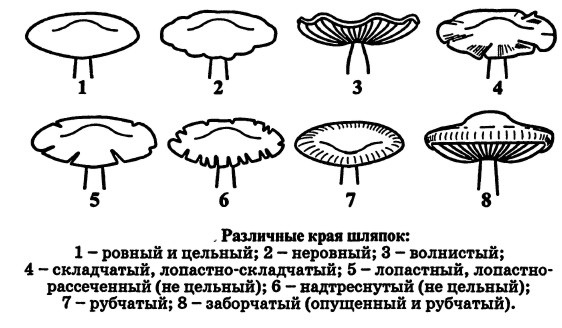 1
2
3
4
5
6
7
8
Различные края шляпок:
1 – ровный и цельный; 2 – неровный; 3 – волнистый;
4 – складчатый, лопастно-складчатый; 5 – лопастный, лопастно-
рассеченный (не цельный); 6 – надтреснутый (не цельный);
7 – рубчатый; 8 – заборчатый (опущенный и рубчатый).